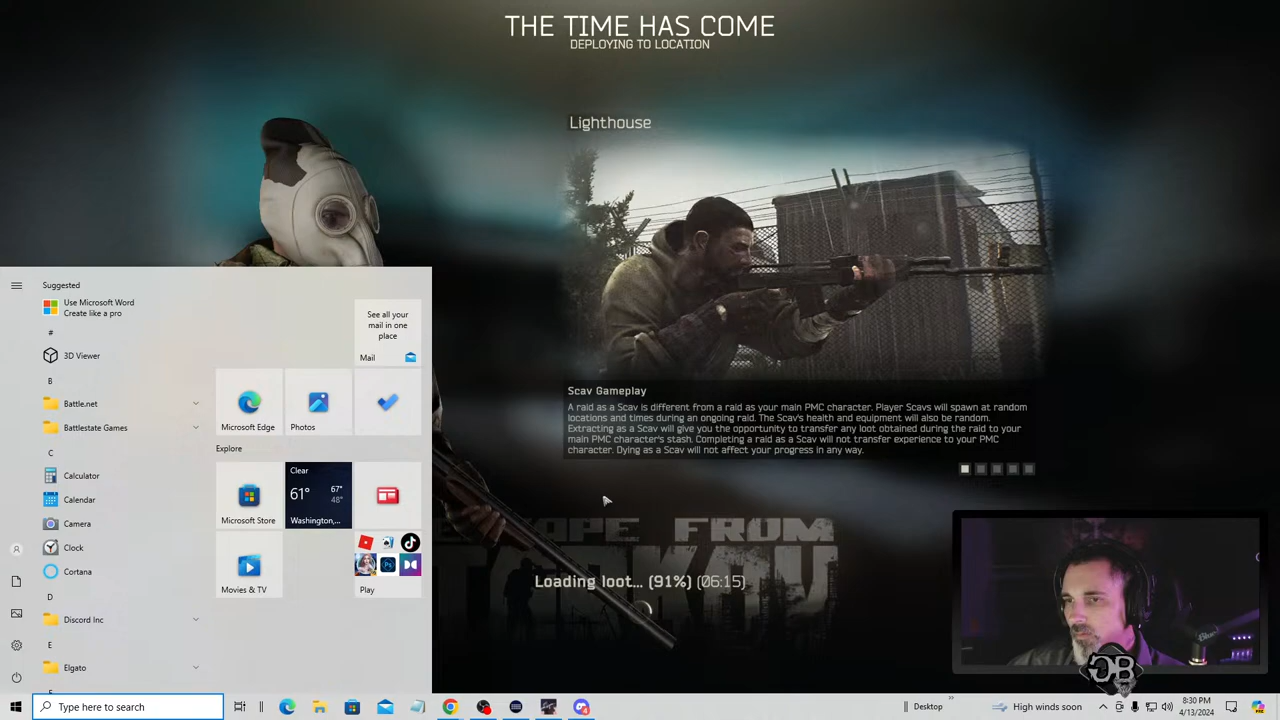 THE TIME HAS COME
DEPLOYING TO LOCATION
Lighthouse
Scav Gameplay
A raid as a Scav is different from a raid as your main PMC character. Player Scavs will spawn at random
locations and times during an ongoing raid. The Scav's health and equipment will also be random.
Extracting as a Scav will give you the opportunity to transfer any loot obtained during the raid to your
main PMC character's stash. Completing a raid as a Scav will not transfer experience to your PMC
character. Dying as a Scav will not affect your progress in any way.
Loading loot... (91%) (06:15)
Suggested
Use Microsoft Word
Create like a pro
#
3D Viewer
B
Battle.net
Battlestate Games
C
Calculator
Calendar
Camera
Clock
Cortana
D
Discord Inc
E
Elgato
See all your
mail in one
place
Mail
Microsoft Edge
Photos
Explore
Microsoft Store
Clear
61°
67°
48°
Washington,...
Movies & TV
Play
Type here to search
Desktop
High winds soon
8:30 PM
4/13/2024